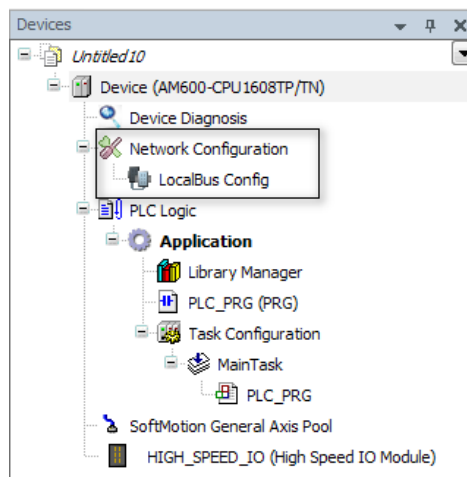 Devices
Untitled10
Device (AM600-CPU1608TP/TN)
Device Diagnosis
Network Configuration
LocalBus Config
PLC Logic
Application
Library Manager
PLC_PRG (PRG)
Task Configuration
MainTask
PLC_PRG
SoftMotion General Axis Pool
HIGH_SPEED_IO (High Speed IO Module)